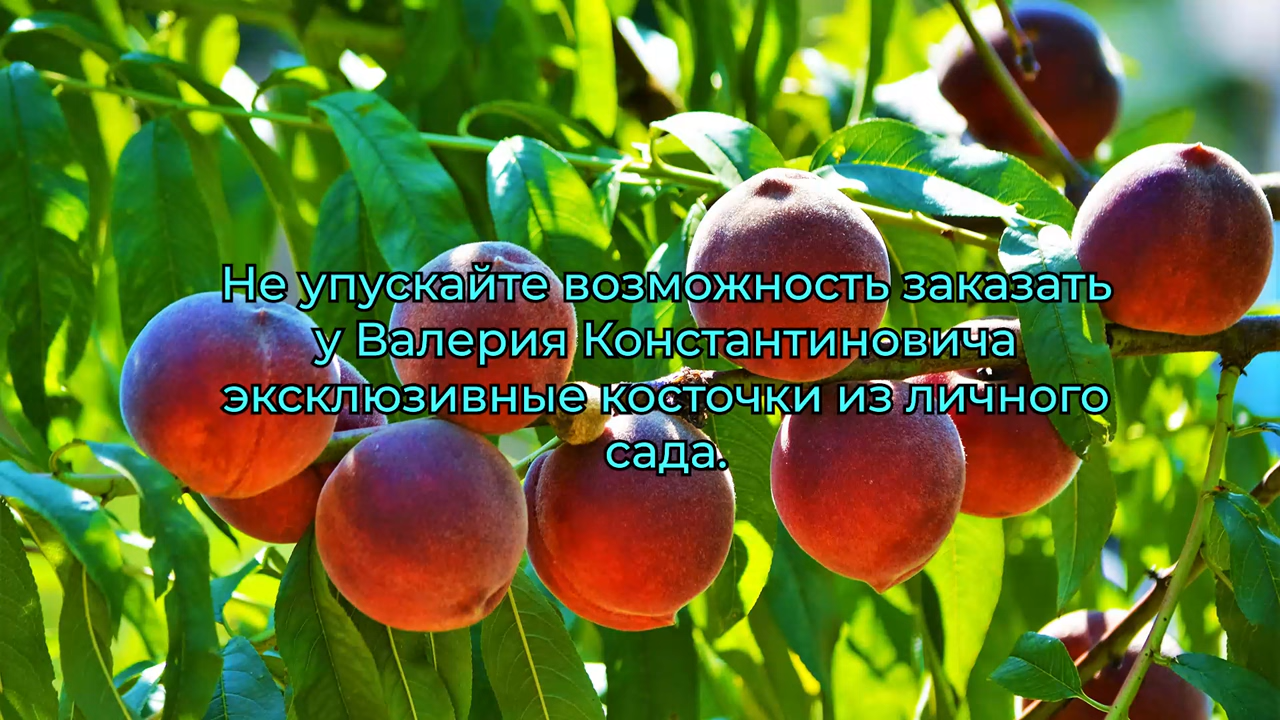 Не упускайте возможность заказать
у Валерия Константиновича
эксклюзивные косточки из личного
сада.